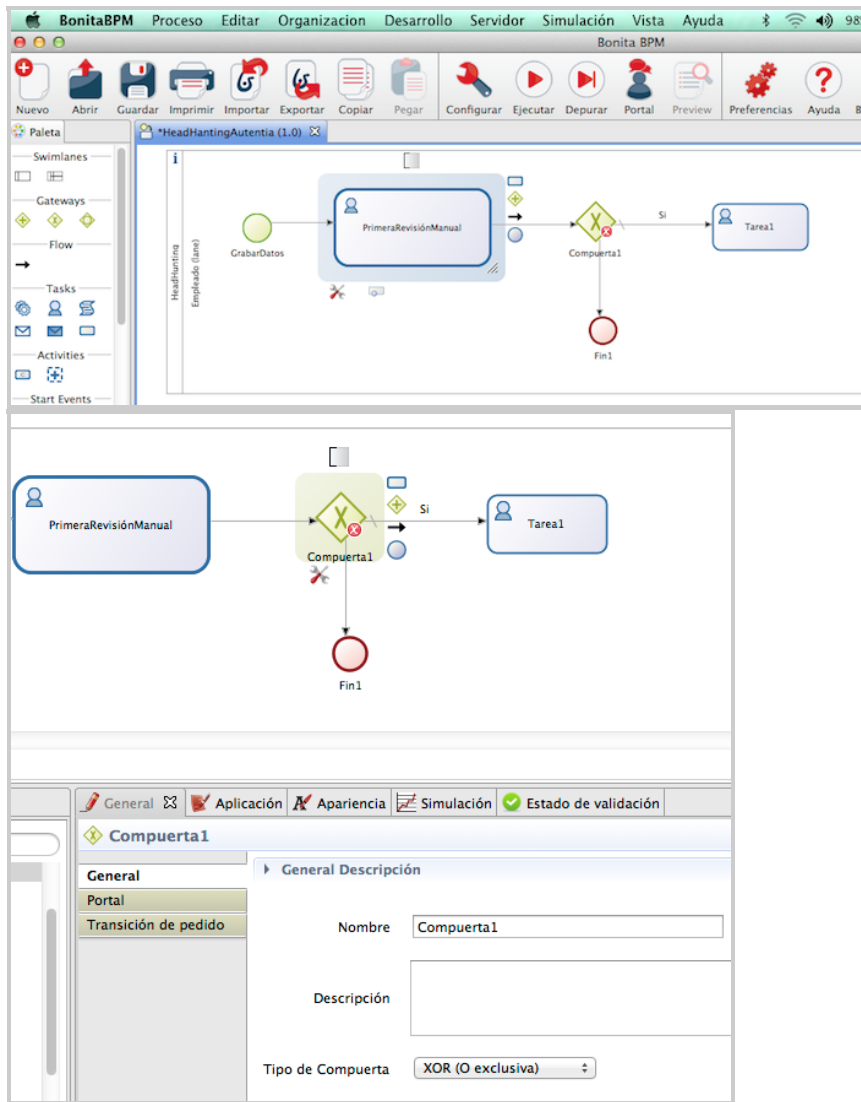 BonitaBPM Proceso Editar Organizacion Desarrollo Servidor Simulación Vista Ayuda 98
Bonita BPM
Nuevo Abrir Guardar Imprimir Importar Exportar Copiar Pegar Configurar Ejecutar Depurar Portal Preview Preferencias Ayuda
Paleta *HeadHantingAutentia (1.0)
Swimlanes
Gateways
Flow
Tasks
Activities
Start Events
HeadHunting
Empleado (lane)
GrabarDatos
PrimeraRevisiónManual
Compuerta1
Si
Tarea1
Fin1
PrimeraRevisiónManual
Compuerta1
Si
Tarea1
Fin1
General Aplicación Apariencia Simulación Estado de validación
Compuerta1
General
Portal
Transición de pedido
General Descripción
Nombre Compuerta1
Descripción
Tipo de Compuerta XOR (O exclusiva)